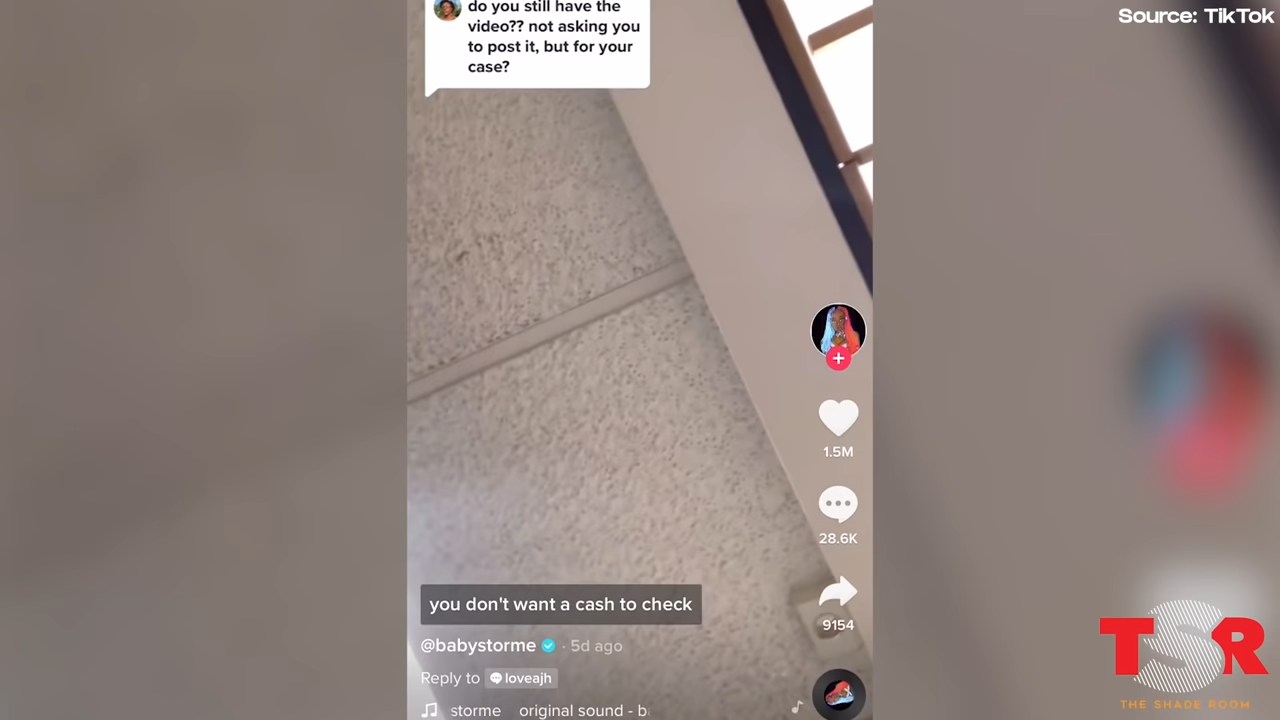 Source: TikTok
do you still have the
video?? not asking you
to post it, but for your
case?
1.5M
28.6K
9154
you don't want a cash to check
@babystorme · 5d ago
Reply to loveajh
storme original sound - b
TSR
THE SHADE ROOM